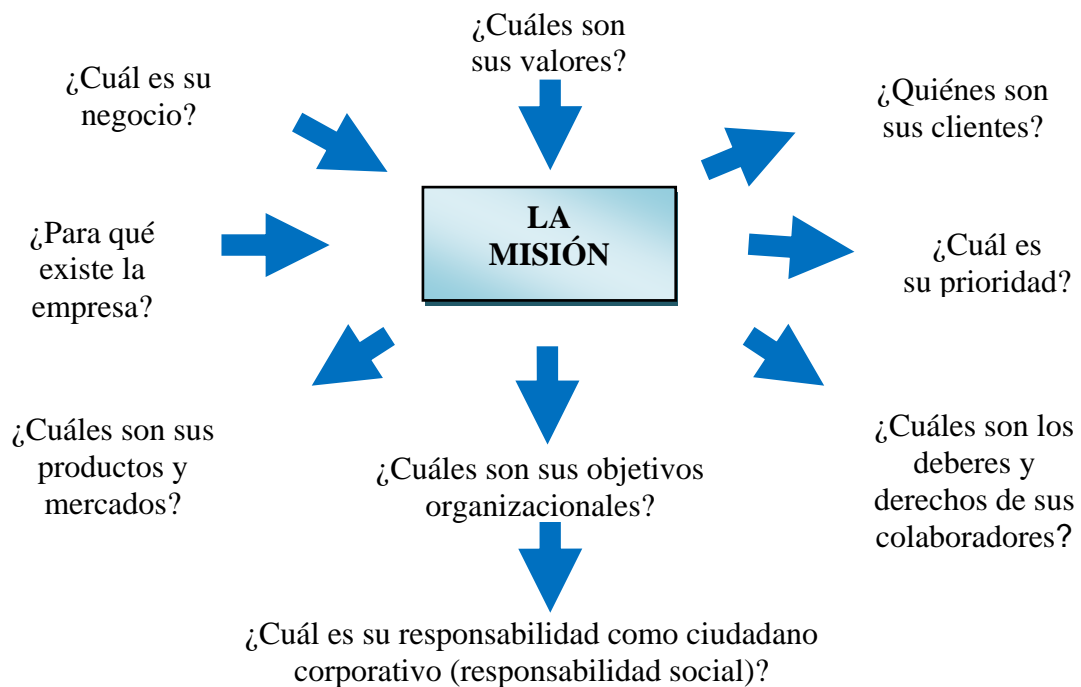 ¿Cuáles son
sus valores?
¿Cuál es su
negocio?
¿Quiénes son
sus clientes?
LA
MISIÓN
¿Para qué
existe la
empresa?
¿Cuál es
su prioridad?
¿Cuáles son sus
productos y
mercados?
¿Cuáles son sus objetivos
organizacionales?
¿Cuáles son los
deberes y
derechos de sus
colaboradores?
¿Cuál es su responsabilidad como ciudadano
corporativo (responsabilidad social)?